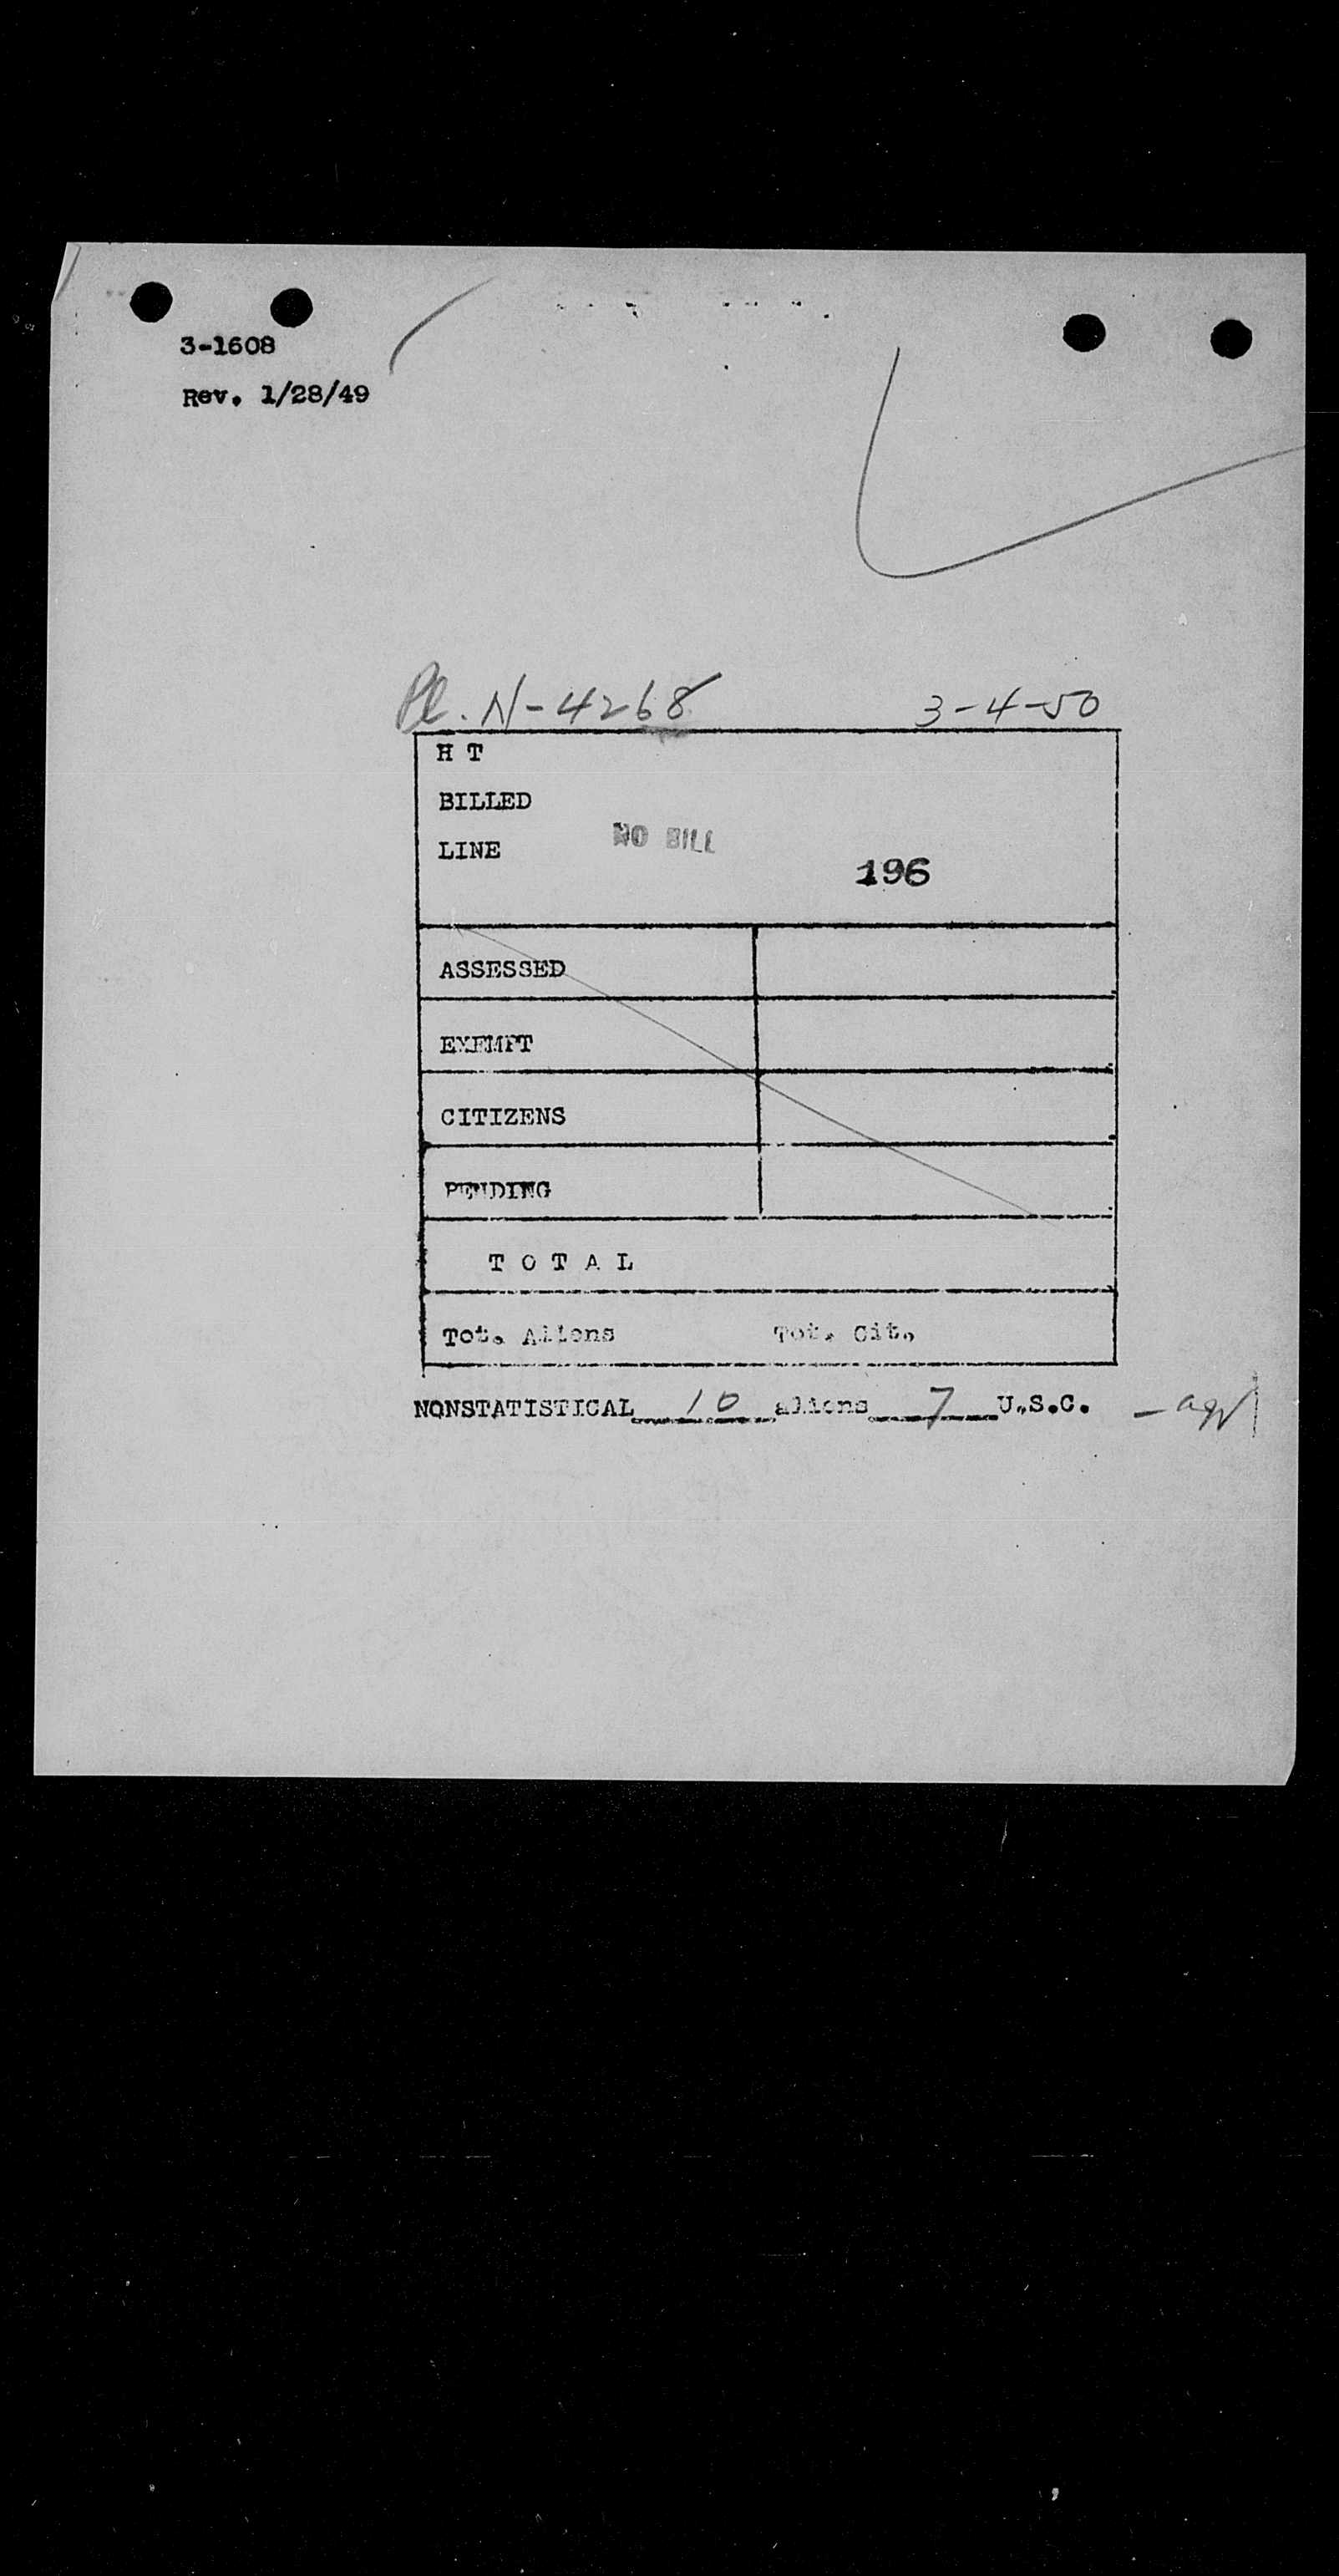 3-1608
Rev. 1/28/49
Pl. N-4268 3-4-50
H T
BILLED
NO BILL
LINE
196
ASSESSED
EXEMPT
CITIZENS
PENDING
T O T A L
Tot. Aliens Tot. Cit.
NONSTATISTICAL 10 aliens 7 U.S.C.